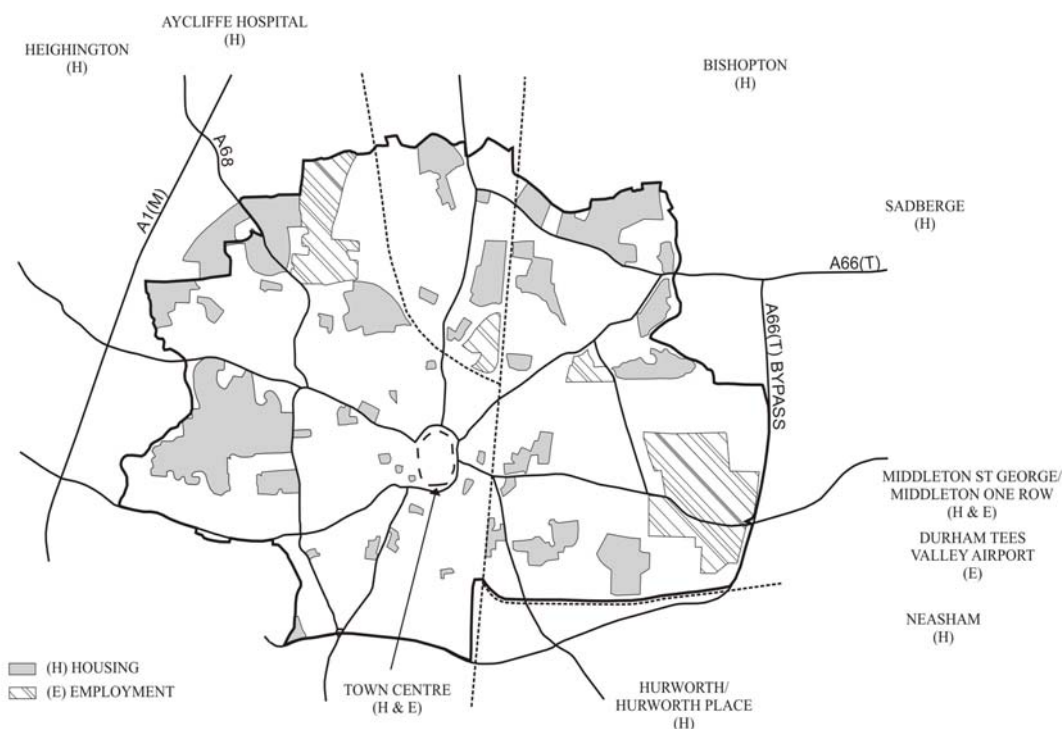 AYCLIFFE HOSPITAL
(H)
HEIGHINGTON
(H)
BISHOPTON
(H)
A68
A1(M)
SADBERGE
(H)
A66(T)
A66(T) BYPASS
MIDDLETON ST GEORGE/
MIDDLETON ONE ROW
(H & E)
DURHAM TEES
VALLEY AIRPORT
(E)
NEASHAM
(H)
(H) HOUSING
(E) EMPLOYMENT
TOWN CENTRE
(H & E)
HURWORTH/
HURWORTH PLACE
(H)